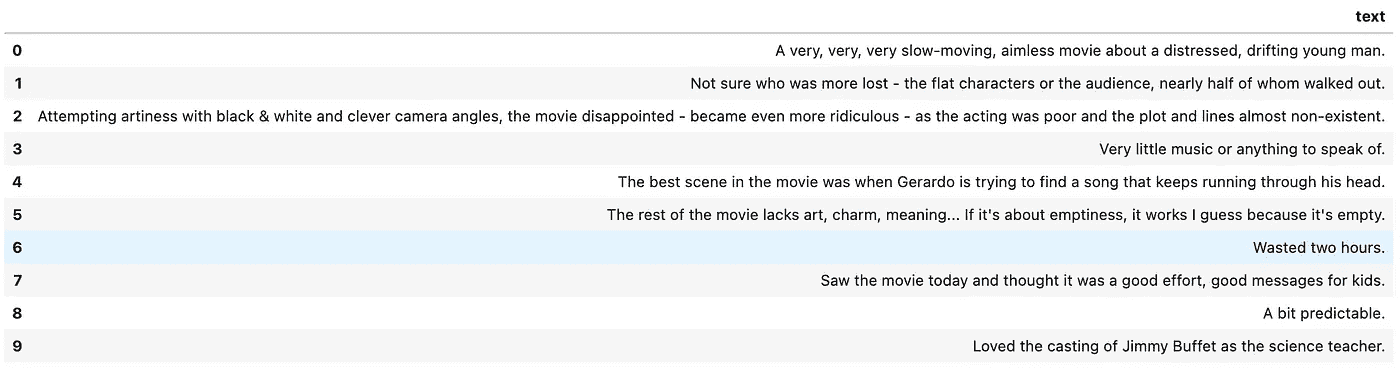 text
0 A very, very, very slow-moving, aimless movie about a distressed, drifting young man.
1 Not sure who was more lost - the flat characters or the audience, nearly half of whom walked out.
2 Attempting artiness with black & white and clever camera angles, the movie disappointed - became even more ridiculous - as the acting was poor and the plot and lines almost non-existent.
3 Very little music or anything to speak of.
4 The best scene in the movie was when Gerardo is trying to find a song that keeps running through his head.
5 The rest of the movie lacks art, charm, meaning... If it's about emptiness, it works I guess because it's empty.
6 Wasted two hours.
7 Saw the movie today and thought it was a good effort, good messages for kids.
8 A bit predictable.
9 Loved the casting of Jimmy Buffet as the science teacher.